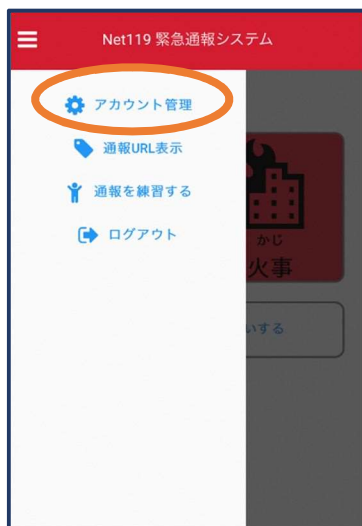 Net119 緊急通報システム
アカウント管理
通報URL表示
通報を練習する
ログアウト
かじ
火事
いする